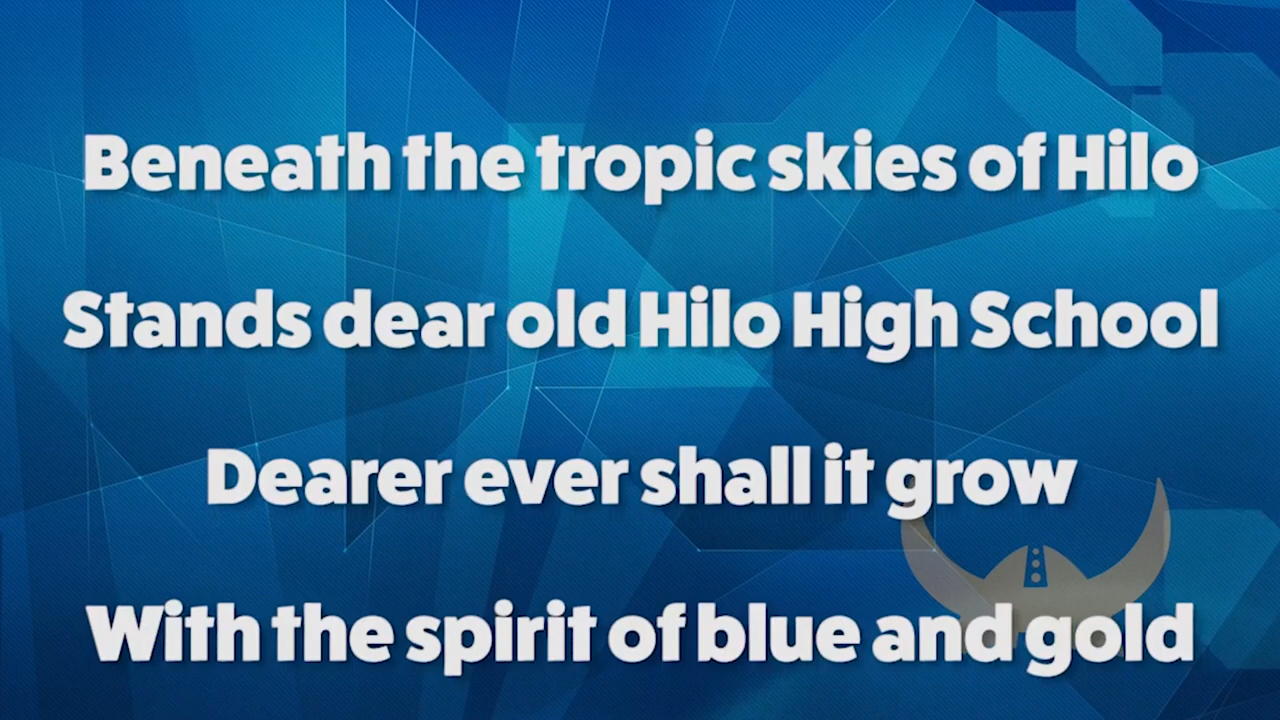 Beneath the tropic skies of Hilo
Stands dear old Hilo High School
Dearer ever shall it grow
With the spirit of blue and gold